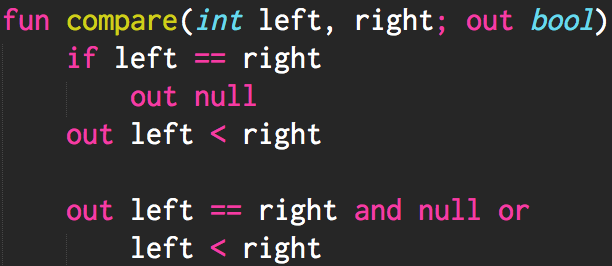 fun compare(int left, right; out bool)
if left == right
out null
out left < right
out left == right and null or
left < right